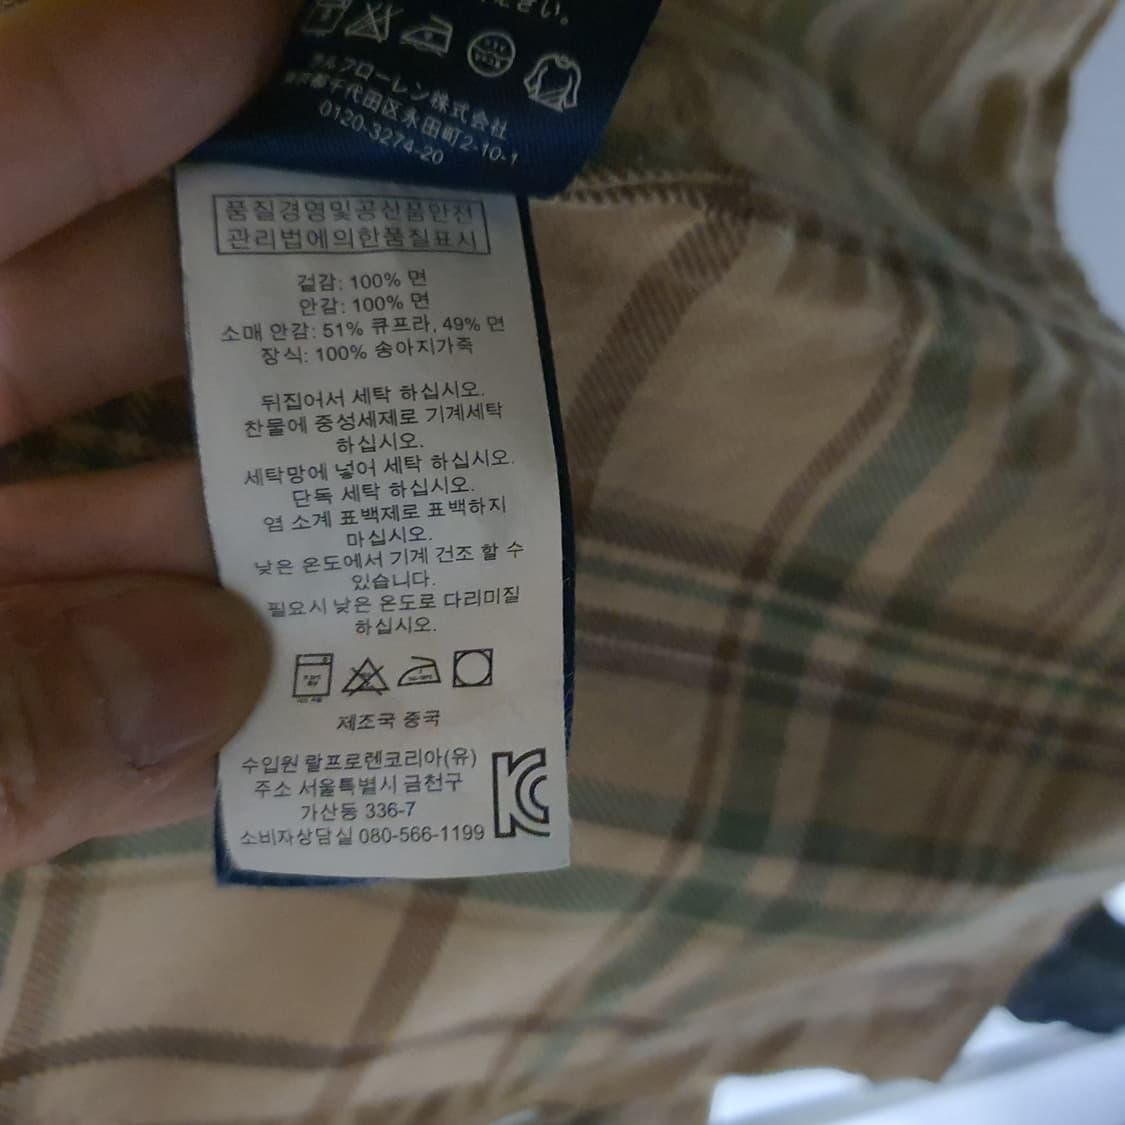 ラルフローレン株式会社
東京都千代田区永田町2-10-1
0120-3274-20
품질경영및공산품안전
관리법에의한품질표시
겉감: 100% 면
안감: 100% 면
소매 안감: 51% 큐프라, 49% 면
장식: 100% 송아지가죽
뒤집어서 세탁 하십시오.
찬물에 중성세제로 기계세탁
하십시오.
세탁망에 넣어 세탁 하십시오.
단독 세탁 하십시오.
염 소계 표백제로 표백하지
마십시오.
낮은 온도에서 기계 건조 할 수
있습니다.
필요시 낮은 온도로 다리미질
하십시오.
제조국 중국
수입원 랄프로렌코리아(유)
주소 서울특별시 금천구
가산동 336-7
소비자상담실 080-566-1199